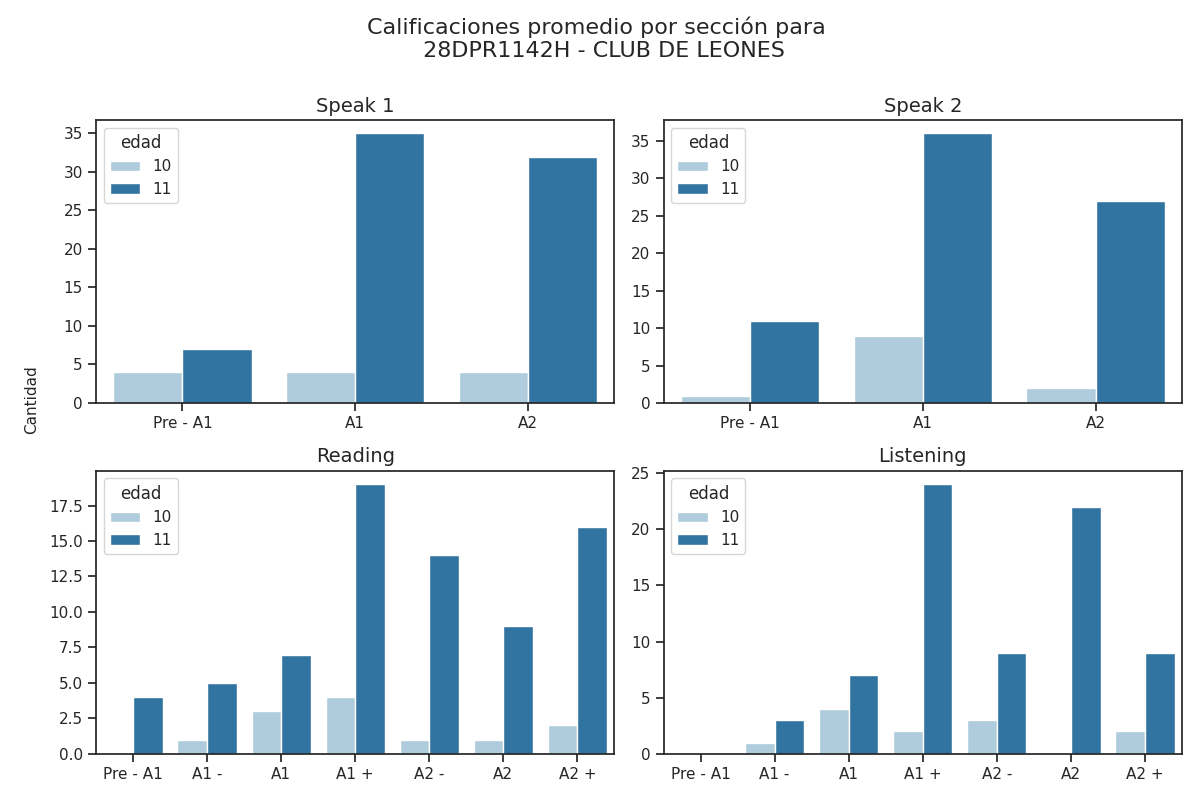 Calificaciones promedio por sección para
28DPR1142H - CLUB DE LEONES
Cantidad
Speak 1
edad
10
11
35
30
25
20
15
10
5
0
Pre - A1 A1 A2
Speak 2
edad
10
11
35
30
25
20
15
10
5
0
Pre - A1 A1 A2
Reading
edad
10
11
17.5
15.0
12.5
10.0
7.5
5.0
2.5
0.0
Pre - A1 A1 - A1 A1 + A2 - A2 A2 +
Listening
edad
10
11
25
20
15
10
5
0
Pre - A1 A1 - A1 A1 + A2 - A2 A2 +